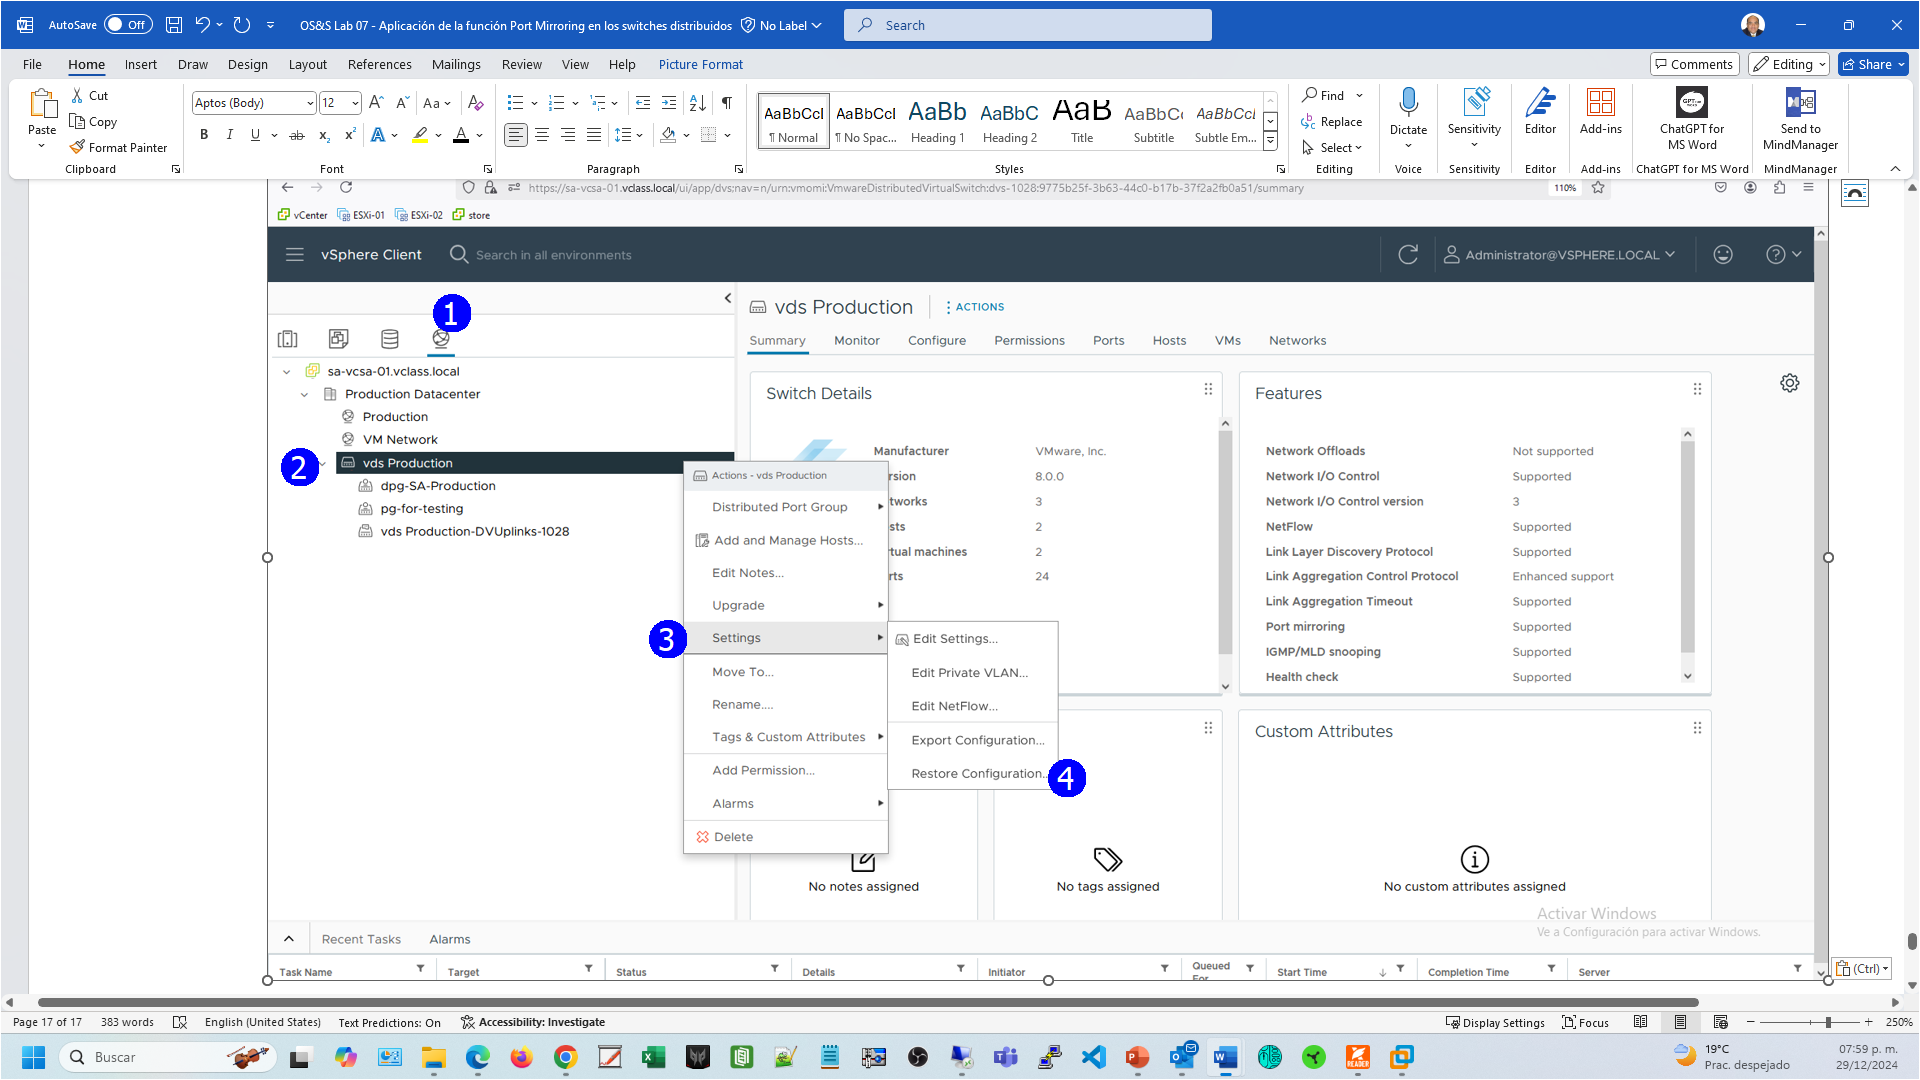 AutoSave Off OS&S Lab 07 - Aplicación de la función Port Mirroring en los switches distribuidos No Label Search
File Home Insert Draw Design Layout References Mailings Review View Help Picture Format Comments Editing Share
Paste Cut Copy Format Painter Clipboard
Aptos (Body) 12 Aa
B I U ab x₂ x² A A
Font
Paragraph
AaBbCcI ¶ Normal
AaBbCcI ¶ No Spac...
AaBb Heading 1
AaBbC Heading 2
AaB Title
AaBbC Subtitle
AaBbCcI Subtle Em...
Styles
Find Replace Select Editing
Dictate Voice
Sensitivity Sensitivity
Editor Editor
Add-ins Add-ins
ChatGPT for MS Word ChatGPT for MS Word
Send to MindManager MindManager
https://sa-vcsa-01.vclass.local/ui/app/dvs;nav=n/urn:vmomi:VmwareDistributedVirtualSwitch:dvs-1028:9775b25f-3b63-44c0-b17b-37f2a2fb0a51/summary 110%
vCenter ESXi-01 ESXi-02 store
vSphere Client Search in all environments Administrator@VSPHERE.LOCAL
1
sa-vcsa-01.vclass.local
Production Datacenter
Production
VM Network
2 vds Production
dpg-SA-Production
pg-for-testing
vds Production-DVUplinks-1028
vds Production ACTIONS
Summary Monitor Configure Permissions Ports Hosts VMs Networks
Switch Details
Manufacturer VMware, Inc.
rsion 8.0.0
tworks 3
sts 2
rtual machines 2
rts 24
Features
Network Offloads Not supported
Network I/O Control Supported
Network I/O Control version 3
NetFlow Supported
Link Layer Discovery Protocol Supported
Link Aggregation Control Protocol Enhanced support
Link Aggregation Timeout Supported
Port mirroring Supported
IGMP/MLD snooping Supported
Health check Supported
Actions - vds Production
Distributed Port Group
Add and Manage Hosts...
Edit Notes...
Upgrade
3 Settings
Move To...
Rename....
Tags & Custom Attributes
Add Permission...
Alarms
Delete
Edit Settings...
Edit Private VLAN...
Edit NetFlow...
Export Configuration...
Restore Configuration.. 4
No notes assigned
No tags assigned
Custom Attributes
No custom attributes assigned
Activar Windows
Ve a Configuración para activar Windows.
Recent Tasks Alarms
Task Name Target Status Details Initiator Queued For Start Time Completion Time Server
(Ctrl)
Page 17 of 17 383 words English (United States) Text Predictions: On Accessibility: Investigate Display Settings Focus 250%
Buscar
19°C
Prac. despejado
07:59 p. m.
29/12/2024